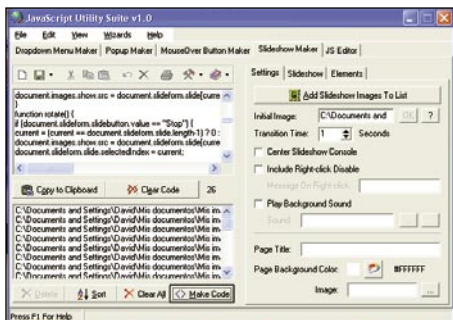 JavaScript Utility Suite v1.0
File Edit View Wizards Help
Dropdown Menu Maker Popup Maker MouseOver Button Maker Slideshow Maker JS Editor
document.images.show.src = document.slideform.slide[curre
}
function rotate() {
if (document.slideform.slidebutton.value == "Stop") {
current = (current == document.slideform.slide.length-1) ? 0 :
document.images.show.src = document.slideform.slide[curre
document.slideform.slide.selectedIndex = current;
Copy to Clipboard Clear Code 26
C:\Documents and Settings\David\Mis documentos\Mis im
C:\Documents and Settings\David\Mis documentos\Mis im
C:\Documents and Settings\David\Mis documentos\Mis im
C:\Documents and Settings\David\Mis documentos\Mis im
C:\Documents and Settings\David\Mis documentos\Mis im
C:\Documents and Settings\David\Mis documentos\Mis im
Delete Sort Clear All Make Code
Press F1 For Help
Settings Slideshow Elements
Add Slideshow Images To List
Initial Image: C:\Documents and OK ?
Transition Time: 1 Seconds
Center Slideshow Console
Include Right-click Disable
Message On Right-click:
Play Background Sound
Sound:
Page Title:
Page Background Color: #FFFFFF
Image: ...